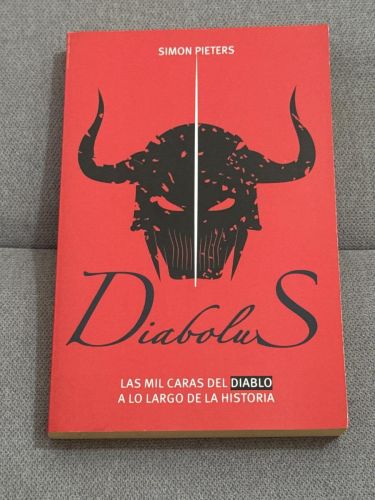 SIMON PIETERS
DiaboluS
LAS MIL CARAS DEL DIABLO
A LO LARGO DE LA HISTORIA